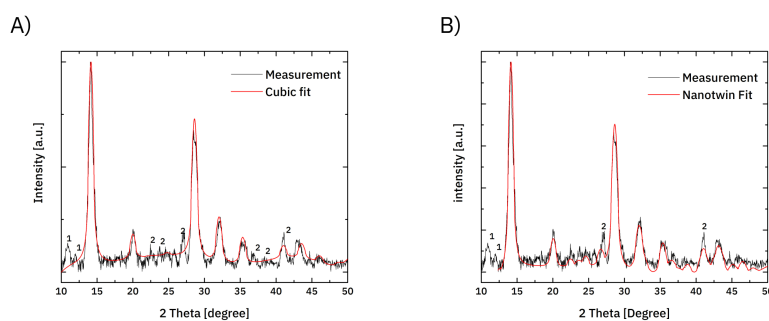 A)
Intensity [a.u.]
Measurement
Cubic fit
1
1
2
2
2
2
2
2
10 15 20 25 30 35 40 45 50
2 Theta [degree]
B)
intensity [a.u.]
Measurement
Nanotwin Fit
1
1
2
2
10 15 20 25 30 35 40 45 50
2 Theta [Degree]